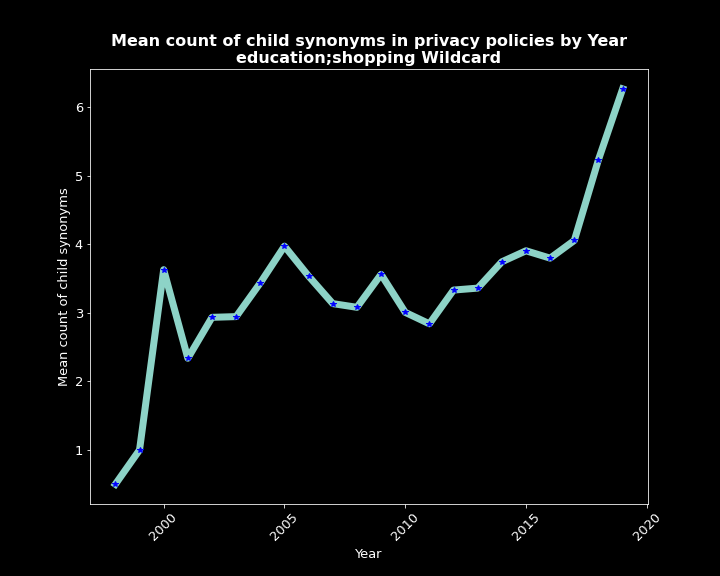 Mean count of child synonyms in privacy policies by Year
education;shopping Wildcard
Mean count of child synonyms
6
5
4
3
2
1
2000
2005
2010
2015
2020
Year